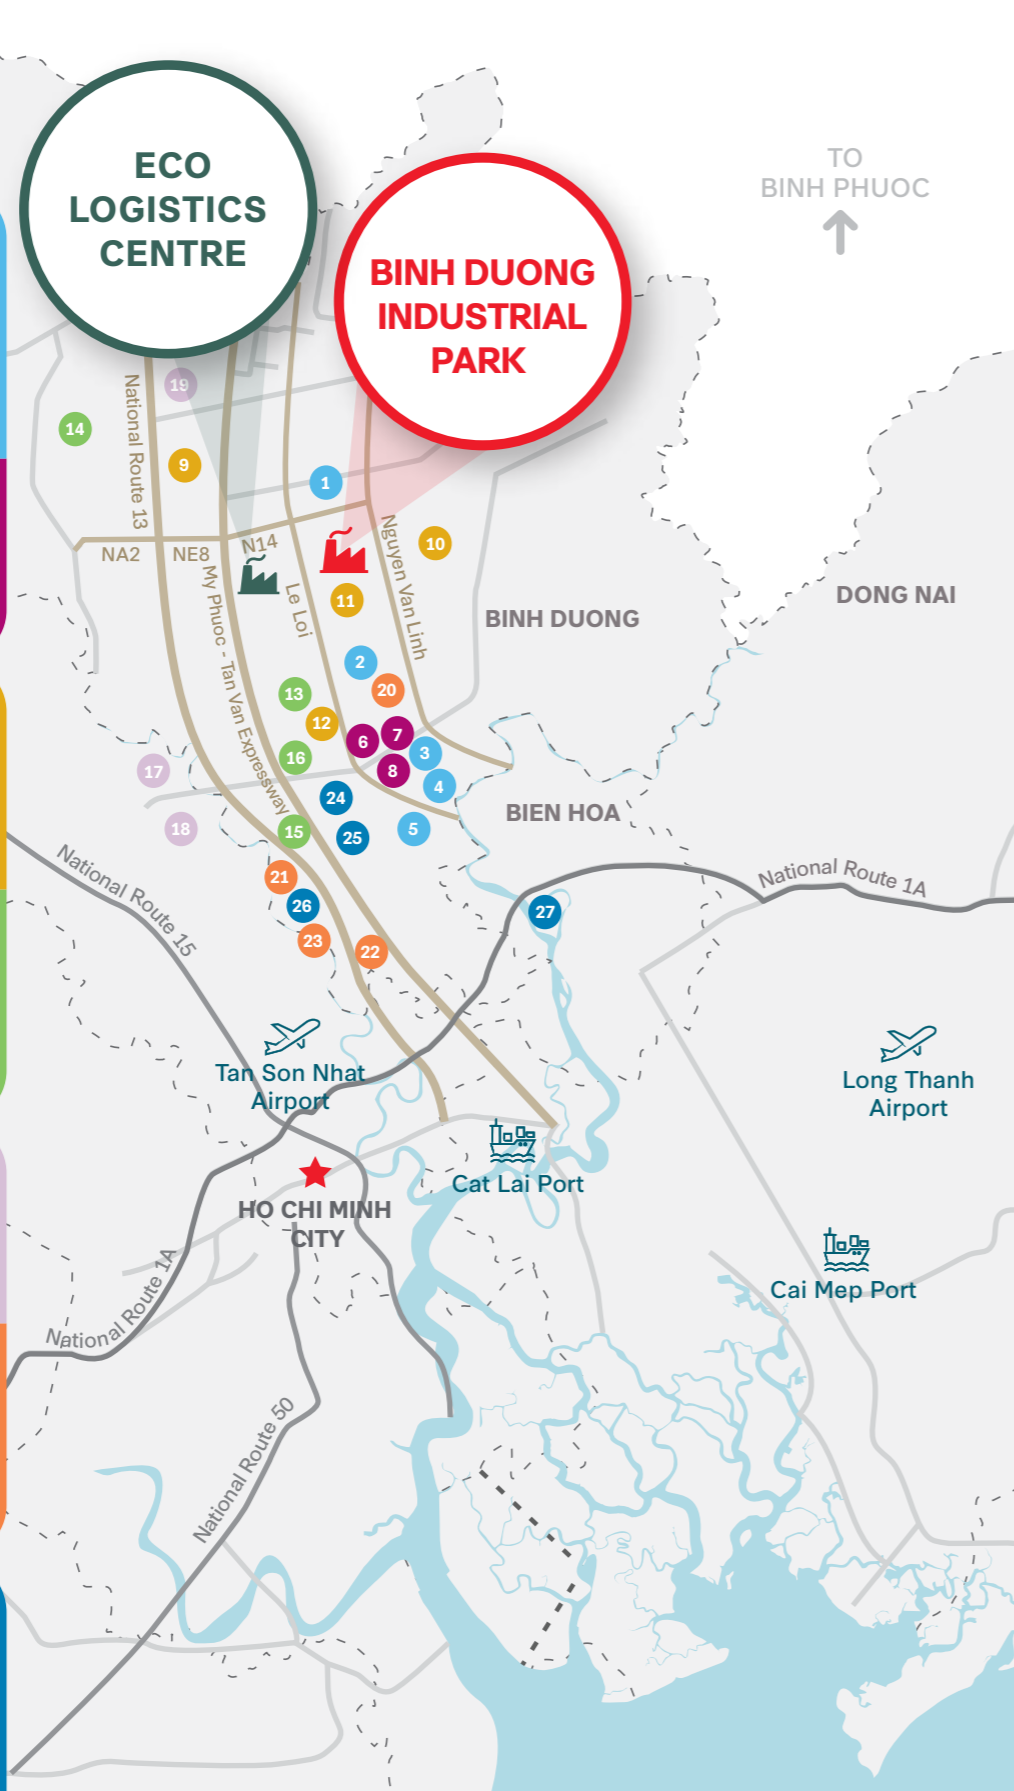 ECO
LOGISTICS
CENTRE
TO
BINH PHUOC
BINH DUONG
INDUSTRIAL
PARK
National Route 13
19
14
9
1
10
NA2
NE8
N14
My Phuoc - Tan Van Expressway
Le Loi
Nguyen Van Linh
11
BINH DUONG
DONG NAI
2
20
13
12
6
7
3
16
8
17
4
24
BIEN HOA
18
15
25
5
National Route 15
21
26
23
22
27
National Route 1A
Tan Son Nhat
Airport
Long Thanh
Airport
Cat Lai Port
HO CHI MINH
CITY
Cai Mep Port
National Route 1A
National Route 50